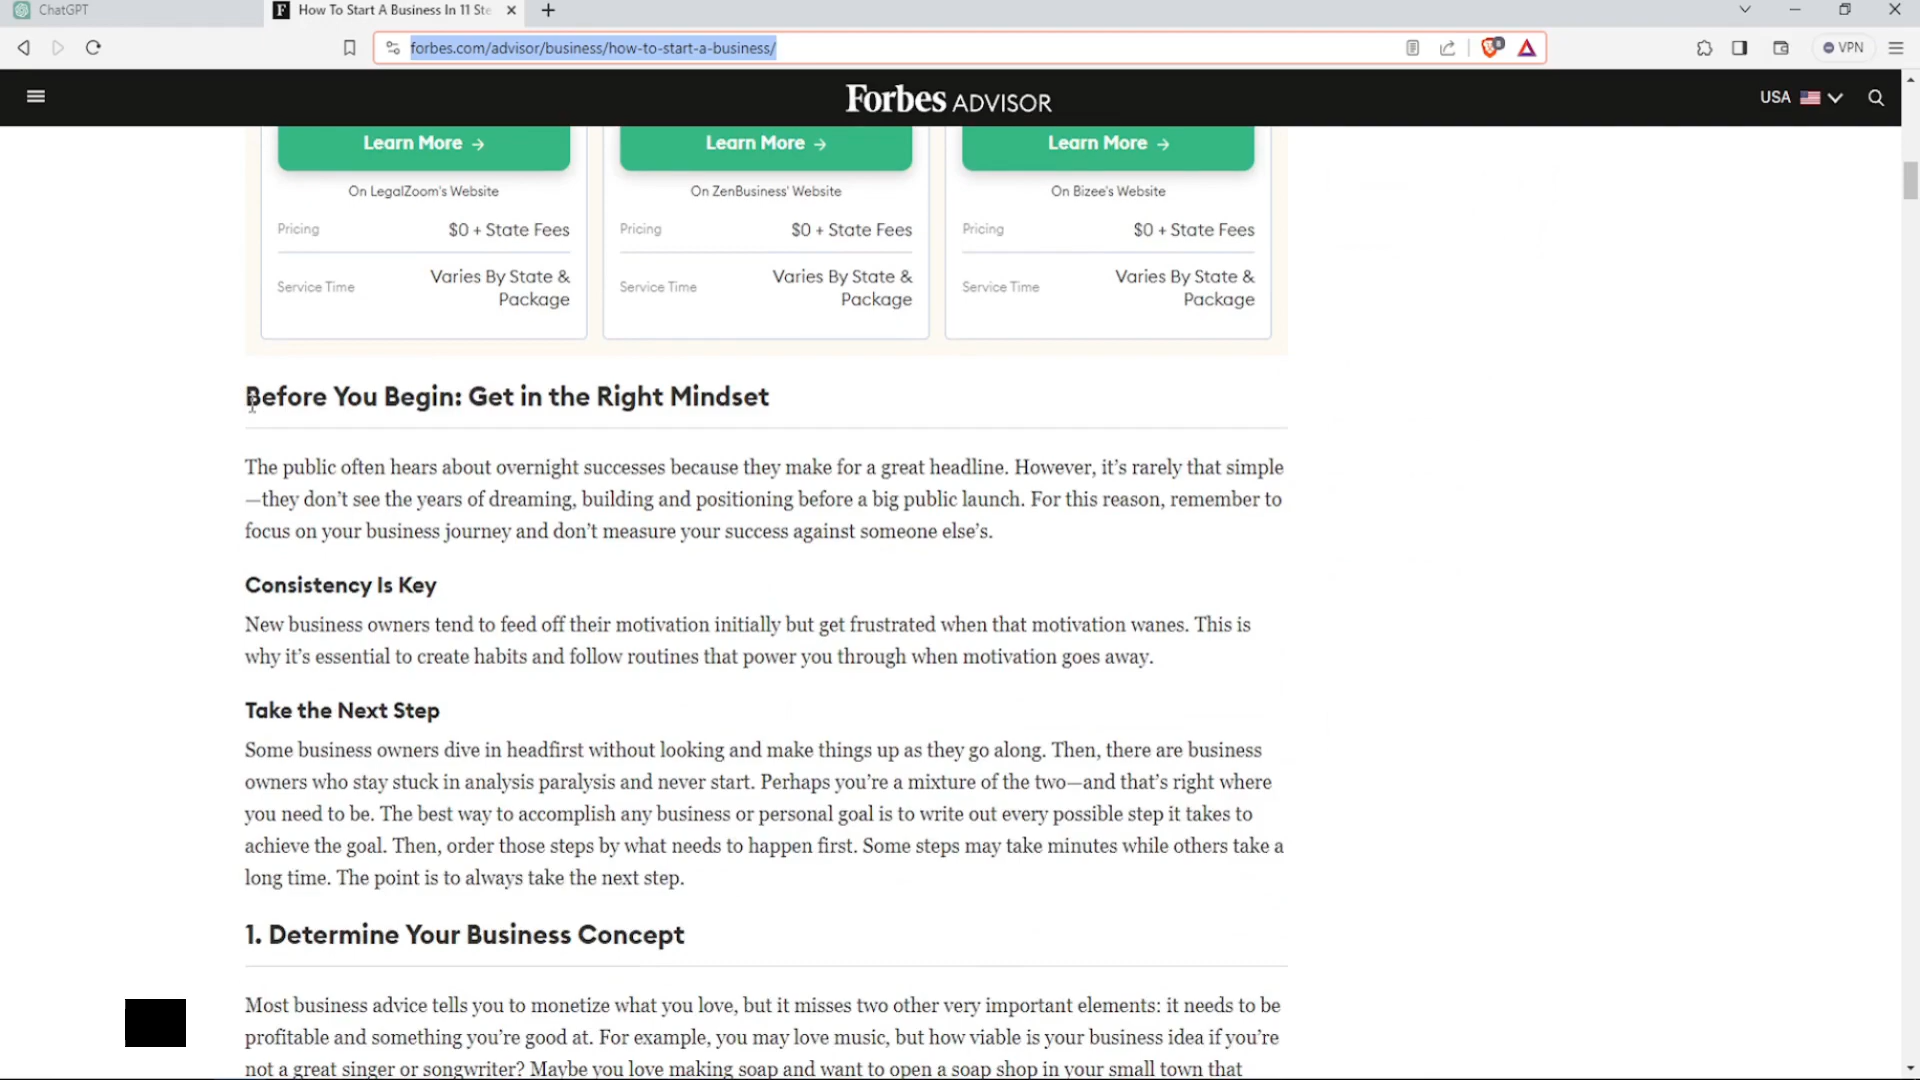 ChatGPT
How To Start A Business In 11 Ste
forbes.com/advisor/business/how-to-start-a-business/
VPN
Forbes ADVISOR
USA
Learn More → Learn More → Learn More →
On LegalZoom's Website On ZenBusiness' Website On Bizee's Website
Pricing $0 + State Fees Pricing $0 + State Fees Pricing $0 + State Fees
Service Time Varies By State & Package Service Time Varies By State & Package Service Time Varies By State & Package
Before You Begin: Get in the Right Mindset
The public often hears about overnight successes because they make for a great headline. However, it’s rarely that simple
—they don’t see the years of dreaming, building and positioning before a big public launch. For this reason, remember to
focus on your business journey and don’t measure your success against someone else’s.
Consistency Is Key
New business owners tend to feed off their motivation initially but get frustrated when that motivation wanes. This is
why it’s essential to create habits and follow routines that power you through when motivation goes away.
Take the Next Step
Some business owners dive in headfirst without looking and make things up as they go along. Then, there are business
owners who stay stuck in analysis paralysis and never start. Perhaps you’re a mixture of the two—and that’s right where
you need to be. The best way to accomplish any business or personal goal is to write out every possible step it takes to
achieve the goal. Then, order those steps by what needs to happen first. Some steps may take minutes while others take a
long time. The point is to always take the next step.
1. Determine Your Business Concept
Most business advice tells you to monetize what you love, but it misses two other very important elements: it needs to be
profitable and something you’re good at. For example, you may love music, but how viable is your business idea if you’re
not a great singer or songwriter? Maybe you love making soap and want to open a soap shop in your small town that